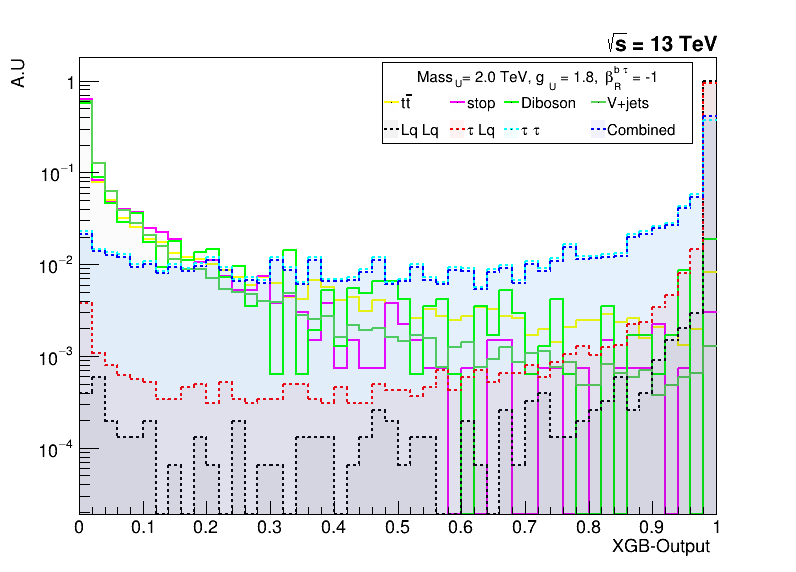 √s = 13 TeV
A.U
Mass_U = 2.0 TeV, g_U = 1.8, β_R^{b τ} = -1
tt̄ stop Diboson V+jets
Lq Lq τ Lq τ τ Combined
1
10⁻¹
10⁻²
10⁻³
10⁻⁴
0 0.1 0.2 0.3 0.4 0.5 0.6 0.7 0.8 0.9 1
XGB-Output